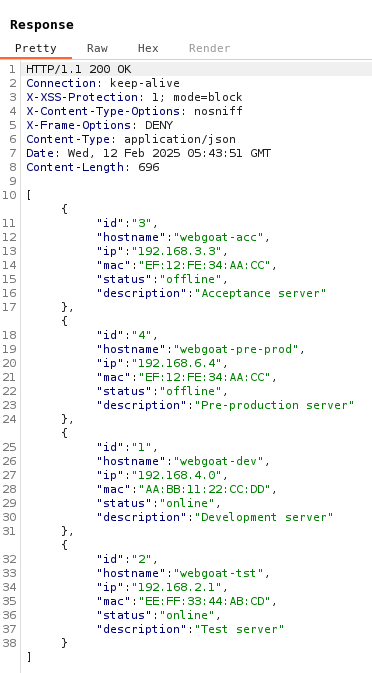 Response
Pretty Raw Hex Render
1 HTTP/1.1 200 OK
2 Connection: keep-alive
3 X-XSS-Protection: 1; mode=block
4 X-Content-Type-Options: nosniff
5 X-Frame-Options: DENY
6 Content-Type: application/json
7 Date: Wed, 12 Feb 2025 05:43:51 GMT
8 Content-Length: 696
9
10 [
{
11 "id":"3",
12 "hostname":"webgoat-acc",
13 "ip":"192.168.3.3",
14 "mac":"EF:12:FE:34:AA:CC",
15 "status":"offline",
16 "description":"Acceptance server"
17 },
{
18 "id":"4",
19 "hostname":"webgoat-pre-prod",
20 "ip":"192.168.6.4",
21 "mac":"EF:12:FE:34:AA:CC",
22 "status":"offline",
23 "description":"Pre-production server"
24 },
{
25 "id":"1",
26 "hostname":"webgoat-dev",
27 "ip":"192.168.4.0",
28 "mac":"AA:BB:11:22:CC:DD",
29 "status":"online",
30 "description":"Development server"
31 },
{
32 "id":"2",
33 "hostname":"webgoat-tst",
34 "ip":"192.168.2.1",
35 "mac":"EE:FF:33:44:AB:CD",
36 "status":"online",
37 "description":"Test server"
38 }
]